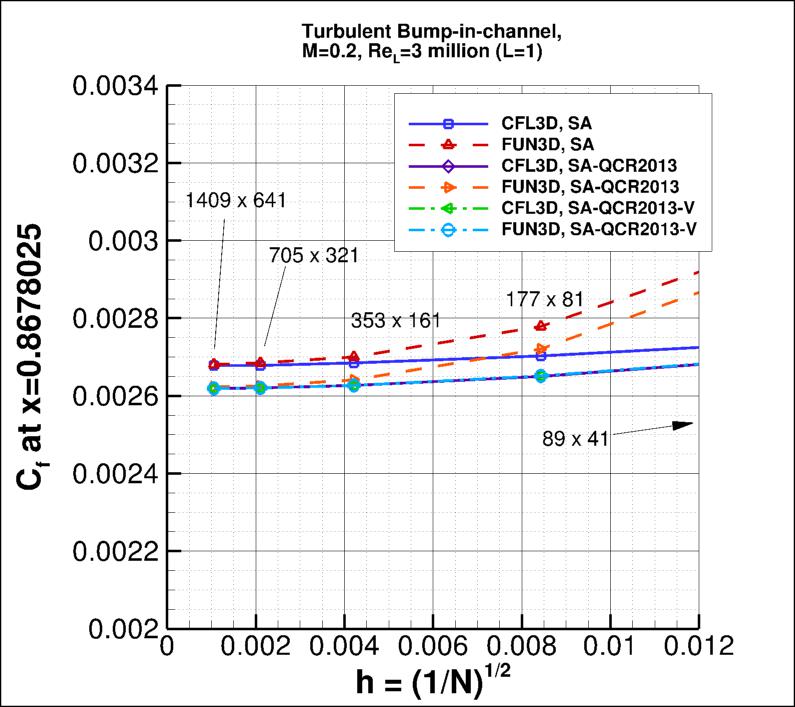 Turbulent Bump-in-channel,
M=0.2, ReL=3 million (L=1)
0.0034
0.0032
0.003
0.0028
0.0026
0.0024
0.0022
0.002
Cf at x=0.8678025
CFL3D, SA
FUN3D, SA
CFL3D, SA-QCR2013
FUN3D, SA-QCR2013
CFL3D, SA-QCR2013-V
FUN3D, SA-QCR2013-V
1409 x 641
705 x 321
353 x 161
177 x 81
89 x 41
0 0.002 0.004 0.006 0.008 0.01 0.012
h = (1/N)1/2